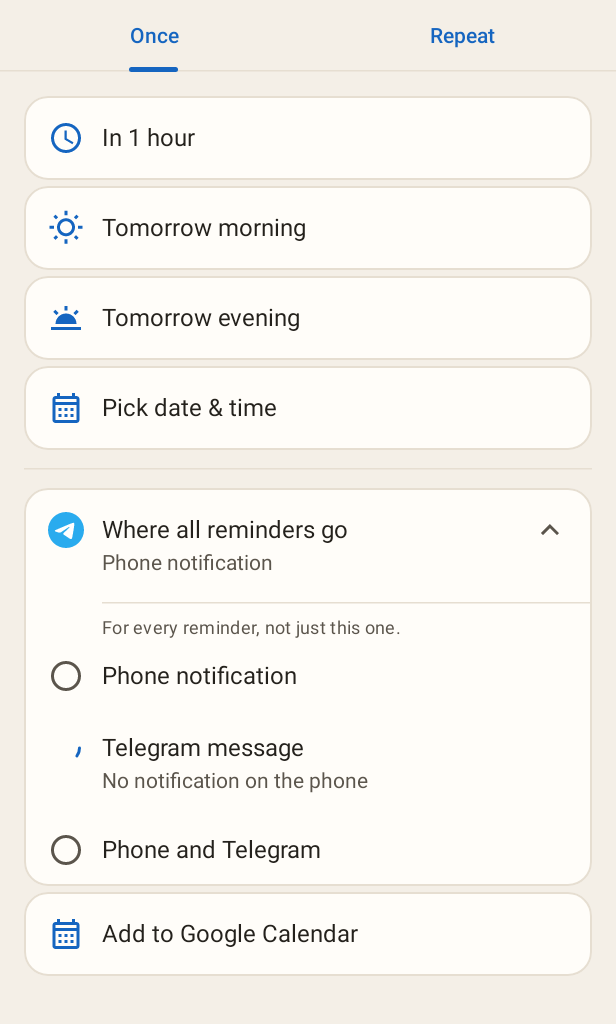 Once
Repeat
In 1 hour
Tomorrow morning
Tomorrow evening
Pick date & time
Where all reminders go
Phone notification
For every reminder, not just this one.
Phone notification
Telegram message
No notification on the phone
Phone and Telegram
Add to Google Calendar